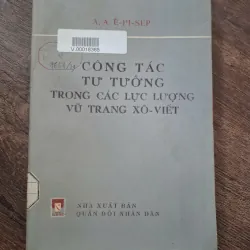 A. A. Ê-PI-SÉP
CÔNG TÁC
TƯ TƯỞNG
TRONG CÁC LỰC LƯỢNG
VŨ TRANG XÔ-VIẾT
NHÀ XUẤT BẢN
QUÂN ĐỘI NHÂN DÂN